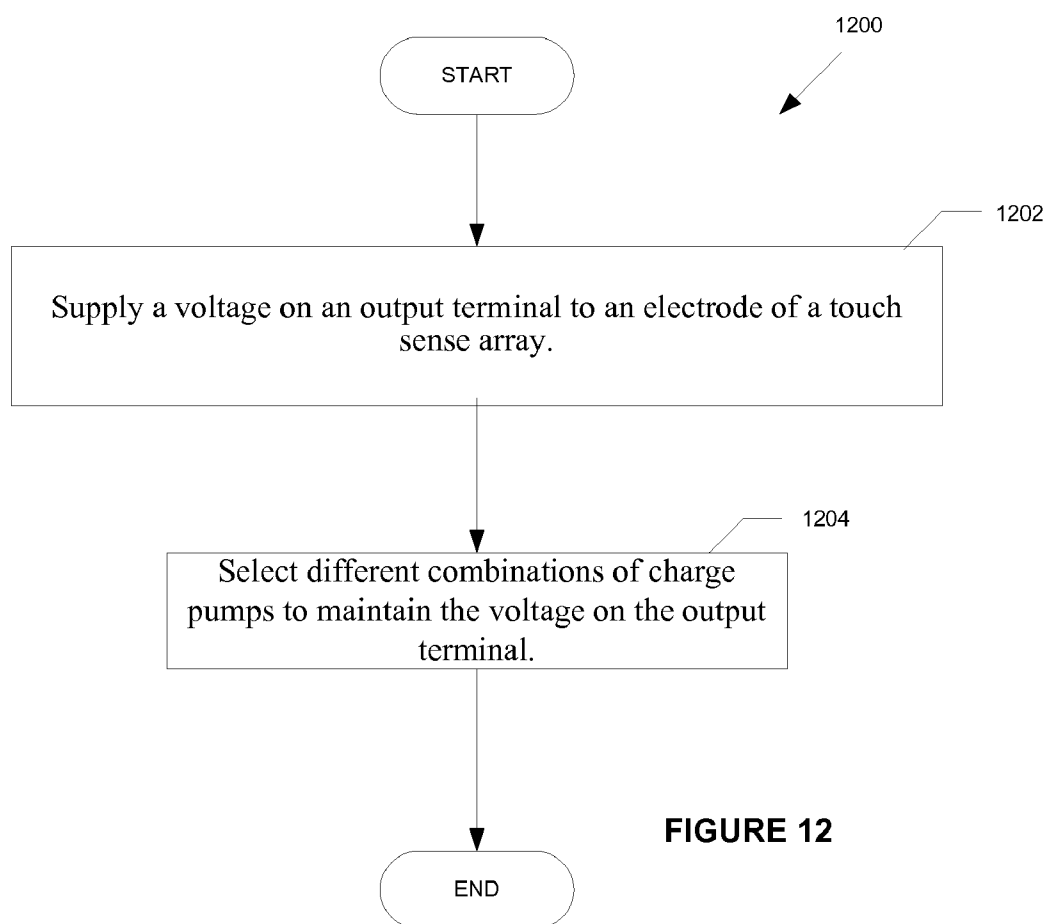 1200
START
1202
Supply a voltage on an output terminal to an electrode of a touch
sense array.
1204
Select different combinations of charge
pumps to maintain the voltage on the output
terminal.
FIGURE 12
END